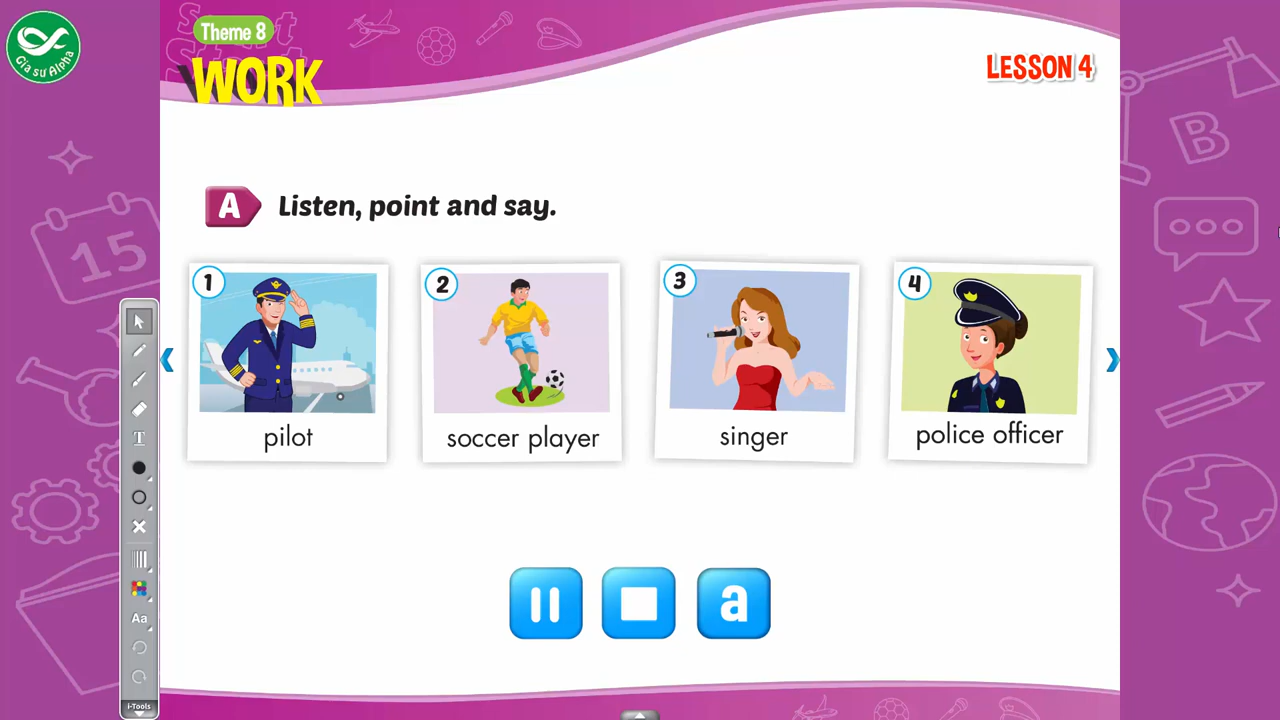 Gia sư Alpha
Theme 8
WORK
LESSON 4
A Listen, point and say.
1
2
3
4
pilot
soccer player
singer
police officer
a
15
B
T
Aa
i-Tools